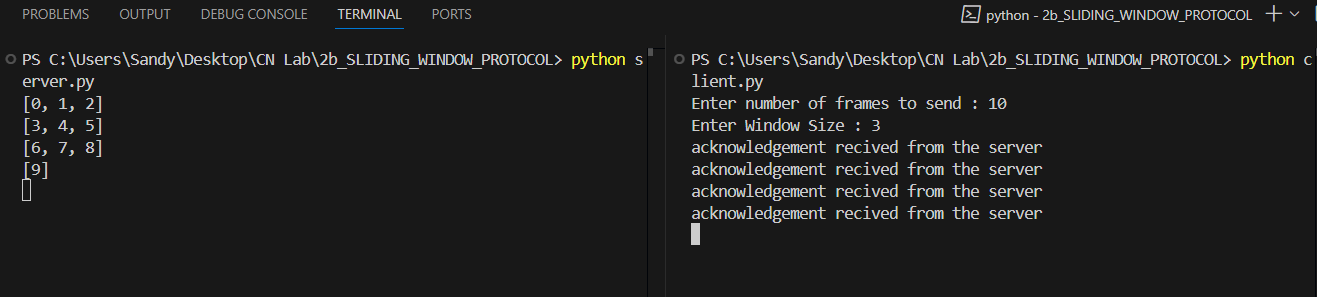 PROBLEMS OUTPUT DEBUG CONSOLE TERMINAL PORTS python - 2b_SLIDING_WINDOW_PROTOCOL
PS C:\Users\Sandy\Desktop\CN Lab\2b_SLIDING_WINDOW_PROTOCOL> python s
erver.py
[0, 1, 2]
[3, 4, 5]
[6, 7, 8]
[9]
PS C:\Users\Sandy\Desktop\CN Lab\2b_SLIDING_WINDOW_PROTOCOL> python c
lient.py
Enter number of frames to send : 10
Enter Window Size : 3
acknowledgement recived from the server
acknowledgement recived from the server
acknowledgement recived from the server
acknowledgement recived from the server